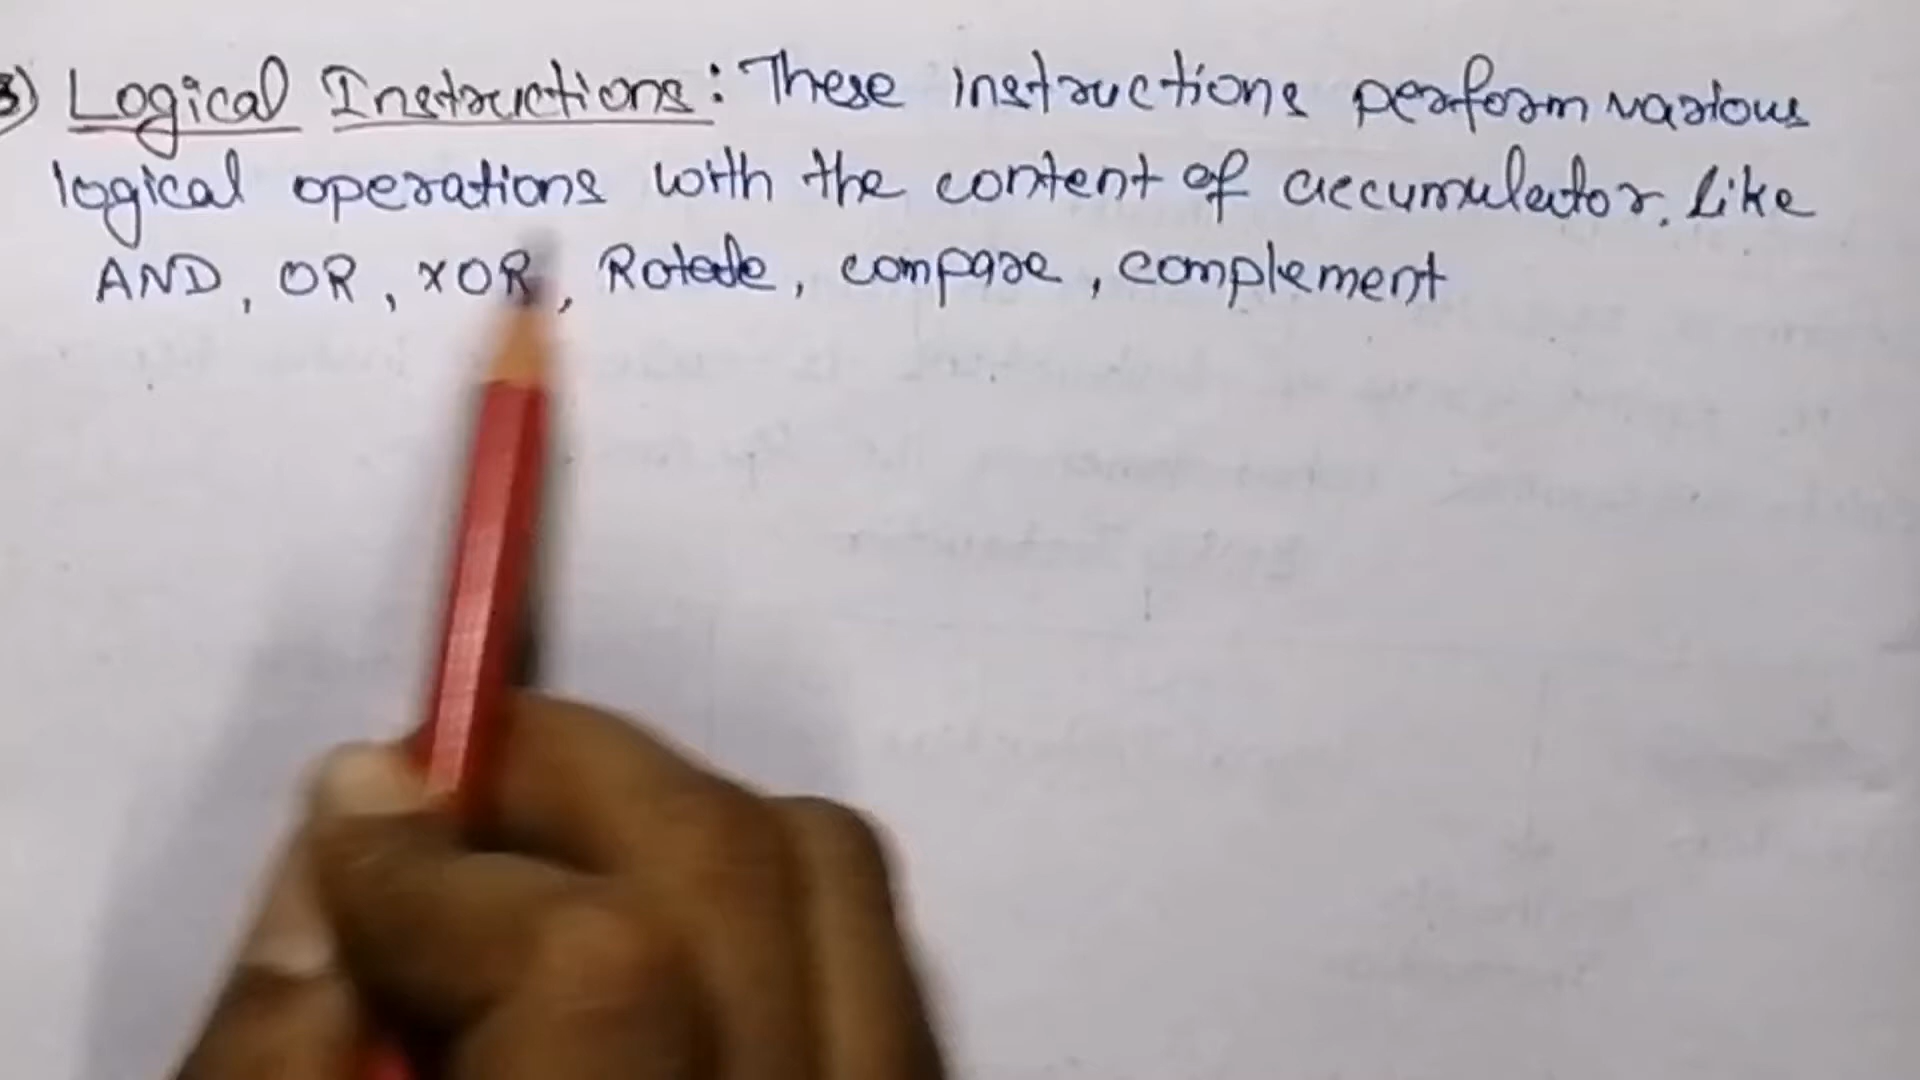 3) Logical Instructions: These instructions perform various
logical operations with the content of accumulator. Like
AND, OR, XOR, Rotate, compare, complement